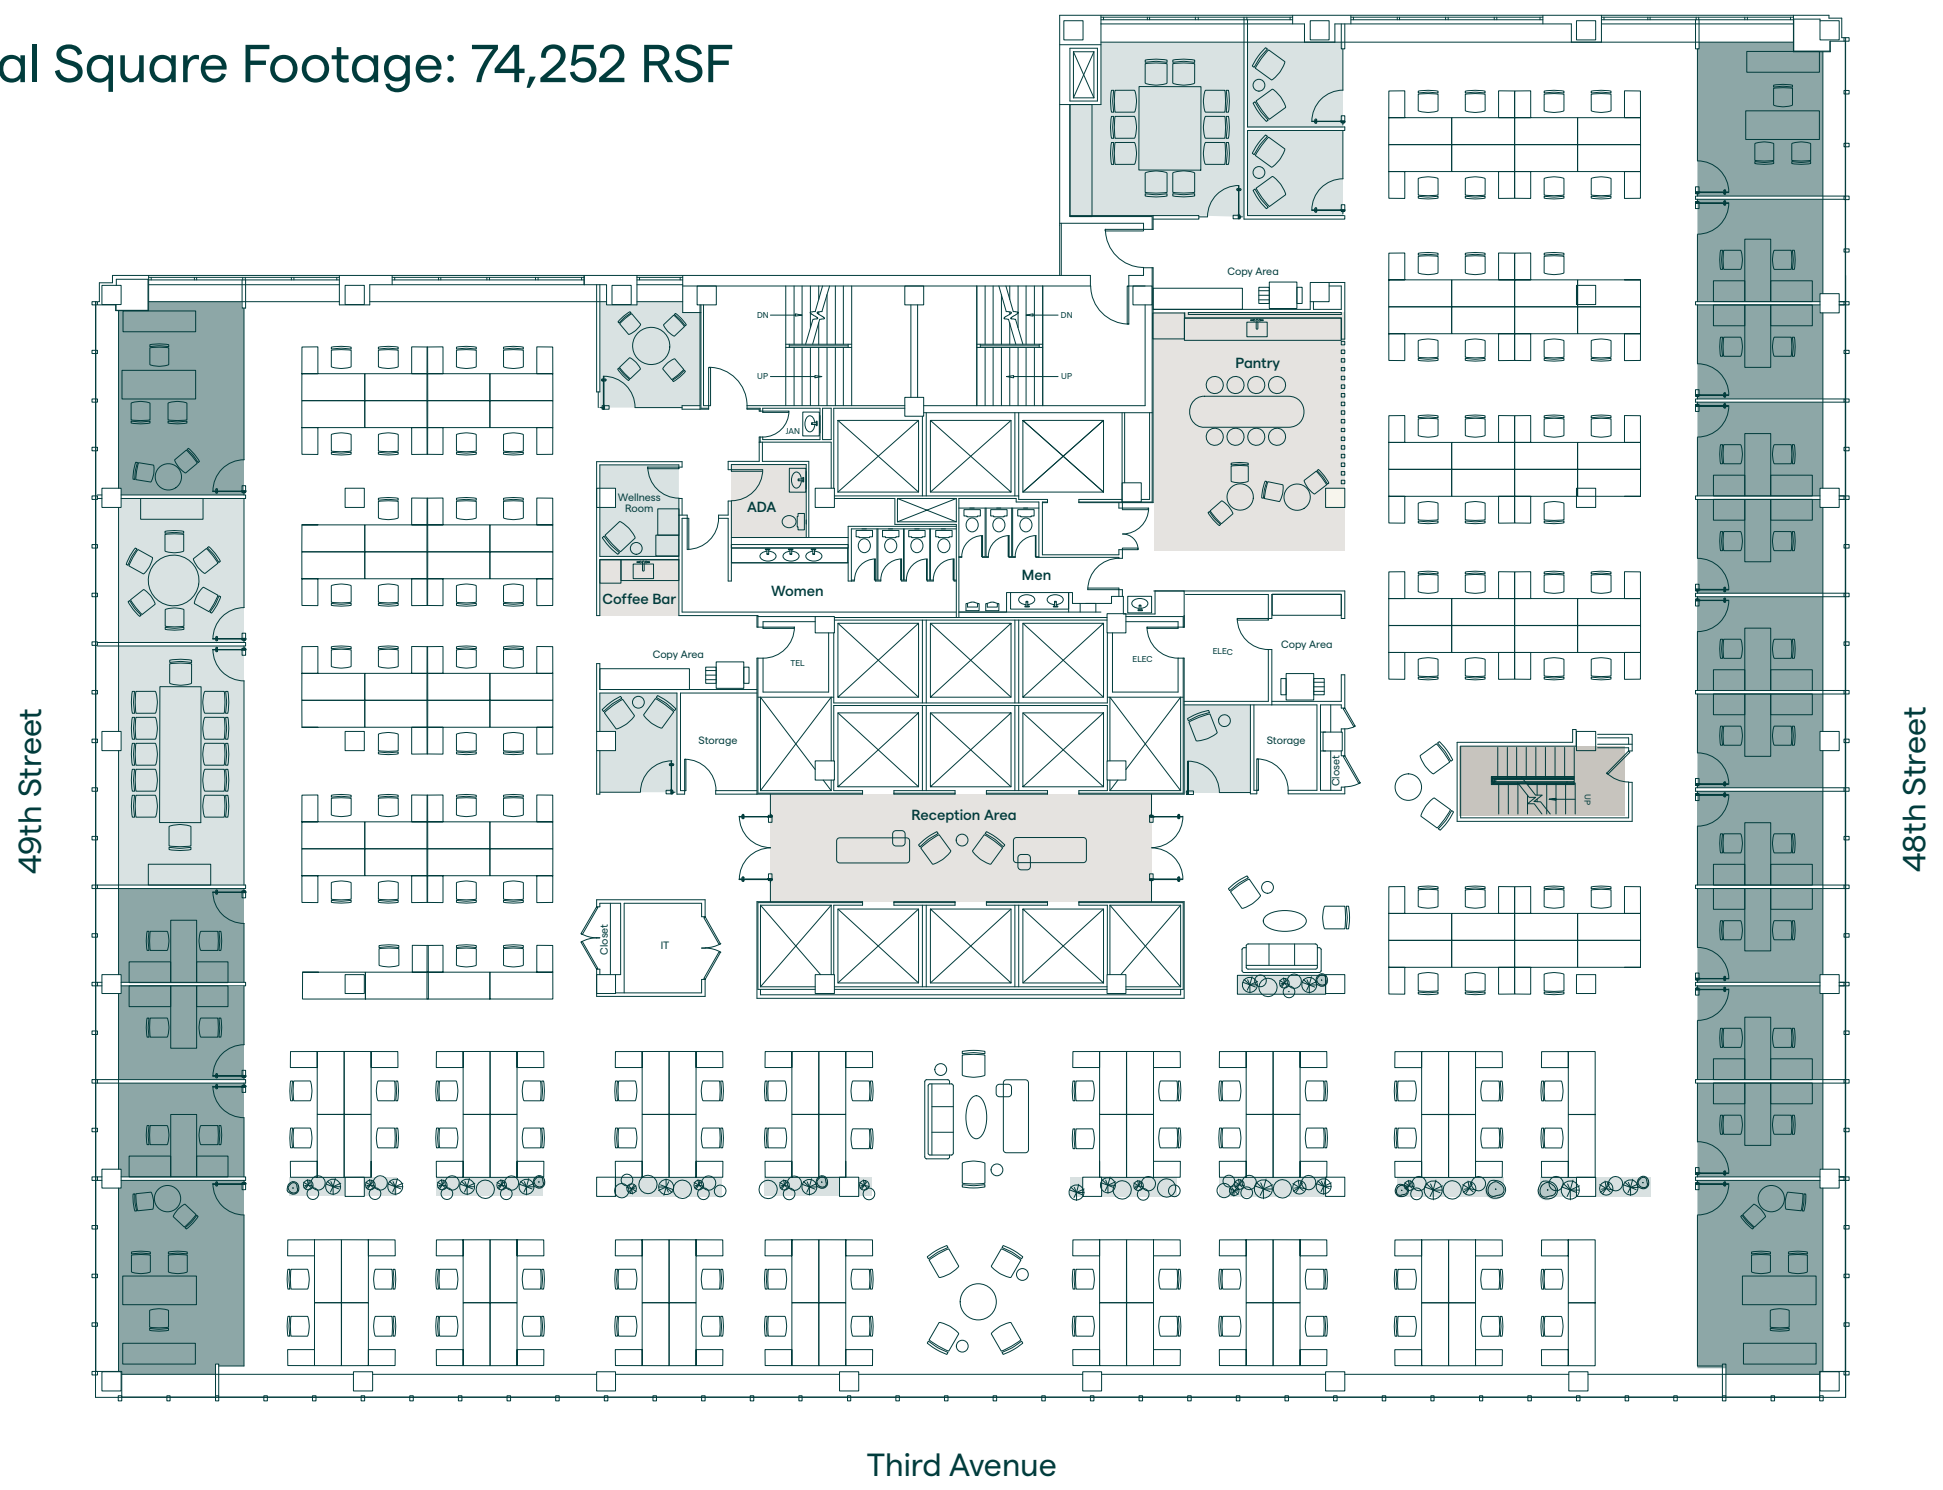 al Square Footage: 74,252 RSF
Copy Area
DN
DN
Pantry
UP
UP
JAN
Wellness
Room
ADA
Men
Women
Coffee Bar
Copy Area
TEL
ELEC
ELEC
Copy Area
Storage
Storage
Closet
UP
Reception Area
Closet
IT
49th Street
48th Street
Third Avenue